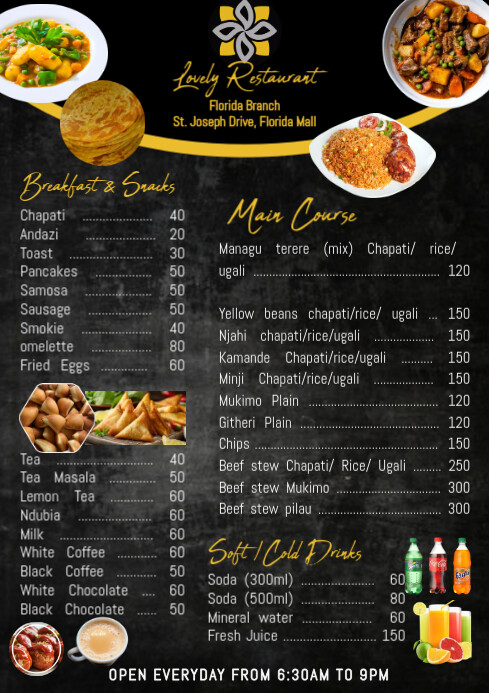 Lovely Restaurant
Florida Branch
St. Joseph Drive, Florida Mall
Breakfast & Snacks
Chapati ..................... 40
Andazi ..................... 20
Toast ......................... 30
Pancakes ................. 50
Samosa .................... 50
Sausage .................... 50
Smokie ..................... 40
omelette ................... 80
Fried Eggs .............. 60
Tea ............................. 40
Tea Masala .............. 50
Lemon Tea ............. 60
Ndubia ...................... 60
Milk ............................ 60
White Coffee ............ 60
Black Coffee ............. 50
White Chocolate .... 60
Black Chocolate ...... 50
Main Course
Managu terere (mix) Chapati/ rice/
ugali ................................................ 120
Yellow beans chapati/rice/ ugali ... 150
Njahi chapati/rice/ugali .................. 150
Kamande Chapati/rice/ugali .......... 150
Minji Chapati/rice/ugali .................. 150
Mukimo Plain .................................. 120
Githeri Plain .................................... 120
Chips ................................................ 150
Beef stew Chapati/ Rice/ Ugali ........ 250
Beef stew Mukimo ........................... 300
Beef stew pilau ................................ 300
Soft / Cold Drinks
Soda (300ml) ...................... 60
Soda (500ml) ...................... 80
Mineral water ..................... 60
Fresh Juice ............................ 150
OPEN EVERYDAY FROM 6:30AM TO 9PM